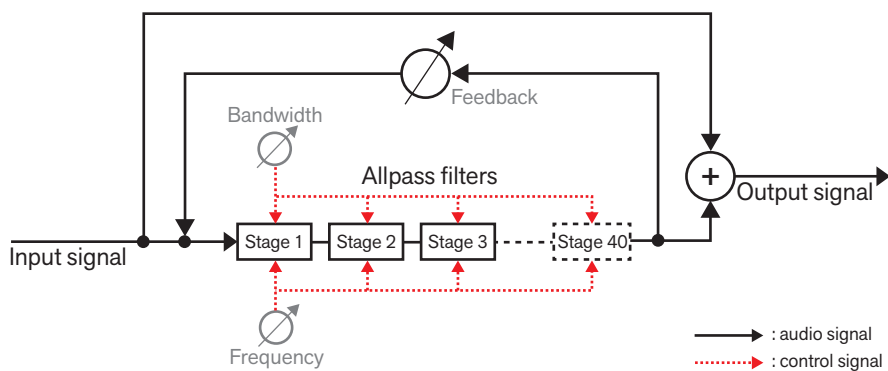 Feedback
Bandwidth
Allpass filters
+
Output signal
Stage 1
Stage 2
Stage 3
Stage 40
Input signal
Frequency
: audio signal
: control signal